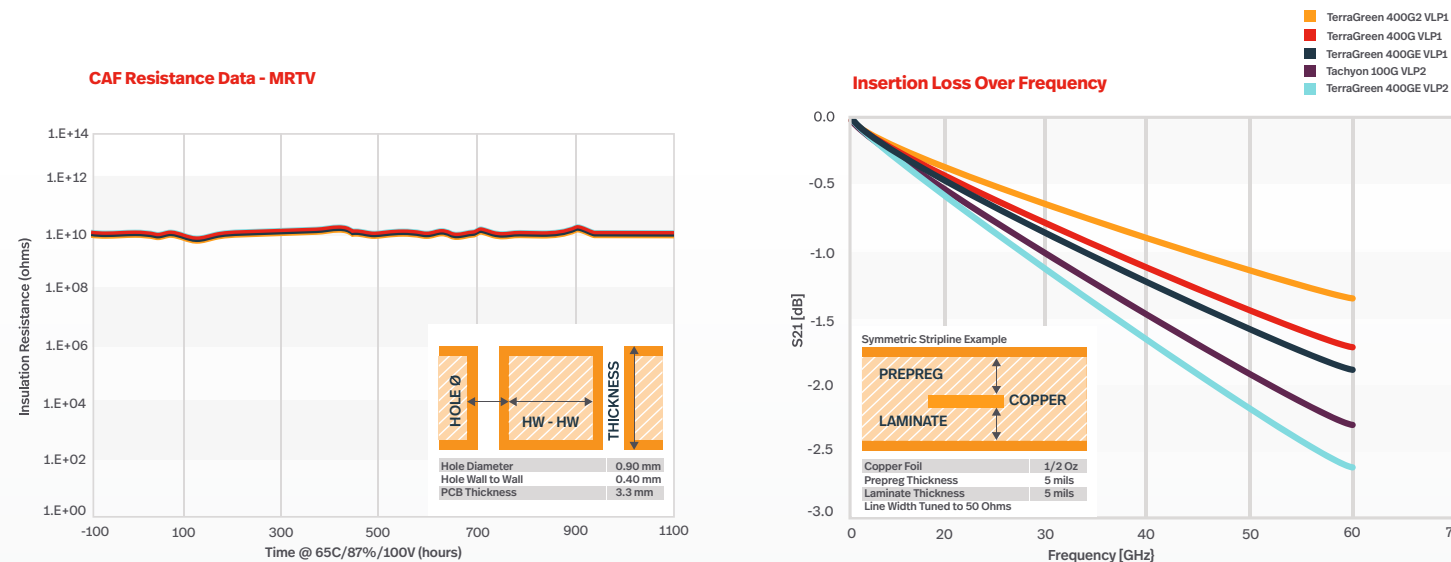 CAF Resistance Data - MRTV
Insulation Resistance (ohms)
1.E+14
1.E+12
1.E+10
1.E+08
1.E+06
1.E+04
1.E+02
1.E+00
-100
100
300
500
700
900
1100
Time @ 65C/87%/100V (hours)
HOLE Ø
HW - HW
THICKNESS
Hole Diameter 0.90 mm
Hole Wall to Wall 0.40 mm
PCB Thickness 3.3 mm
TerraGreen 400G2 VLP1
TerraGreen 400G VLP1
TerraGreen 400GE VLP1
Tachyon 100G VLP2
TerraGreen 400GE VLP2
Insertion Loss Over Frequency
S21 [dB]
0.0
-0.5
-1.0
-1.5
-2.0
-2.5
-3.0
0
20
30
40
50
60
7
Frequency [GHz}
Symmetric Stripline Example
PREPREG
COPPER
LAMINATE
Copper Foil 1/2 Oz
Prepreg Thickness 5 mils
Laminate Thickness 5 mils
Line Width Tuned to 50 Ohms